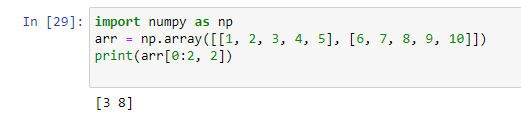 In [29]: import numpy as np
arr = np.array([[1, 2, 3, 4, 5], [6, 7, 8, 9, 10]])
print(arr[0:2, 2])
[3 8]